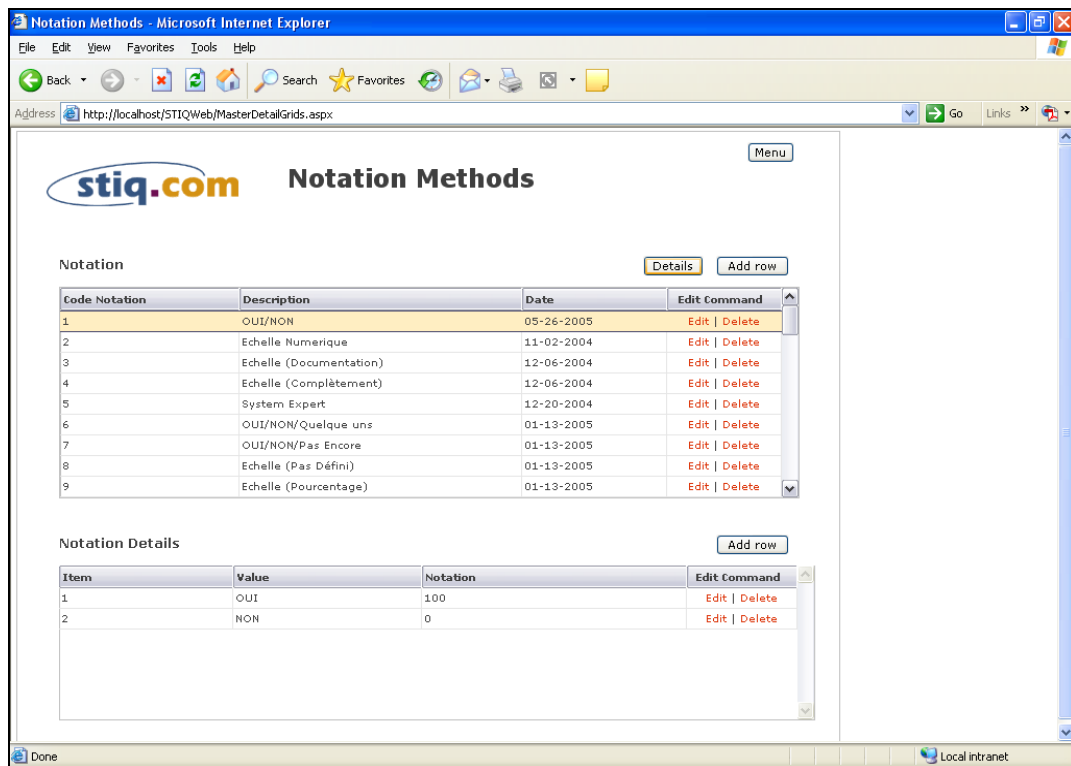 Notation Methods - Microsoft Internet Explorer
File Edit View Favorites Tools Help
Back Search Favorites
Address http://localhost/STIQWeb/MasterDetailGrids.aspx Go Links »
Menu
stiq.com Notation Methods
Notation Details Add row
Code Notation Description Date Edit Command
1 OUI/NON 05-26-2005 Edit | Delete
2 Echelle Numerique 11-02-2004 Edit | Delete
3 Echelle (Documentation) 12-06-2004 Edit | Delete
4 Echelle (Complètement) 12-06-2004 Edit | Delete
5 System Expert 12-20-2004 Edit | Delete
6 OUI/NON/Quelque uns 01-13-2005 Edit | Delete
7 OUI/NON/Pas Encore 01-13-2005 Edit | Delete
8 Echelle (Pas Défini) 01-13-2005 Edit | Delete
9 Echelle (Pourcentage) 01-13-2005 Edit | Delete
Notation Details Add row
Item Value Notation Edit Command
1 OUI 100 Edit | Delete
2 NON 0 Edit | Delete
Done Local intranet